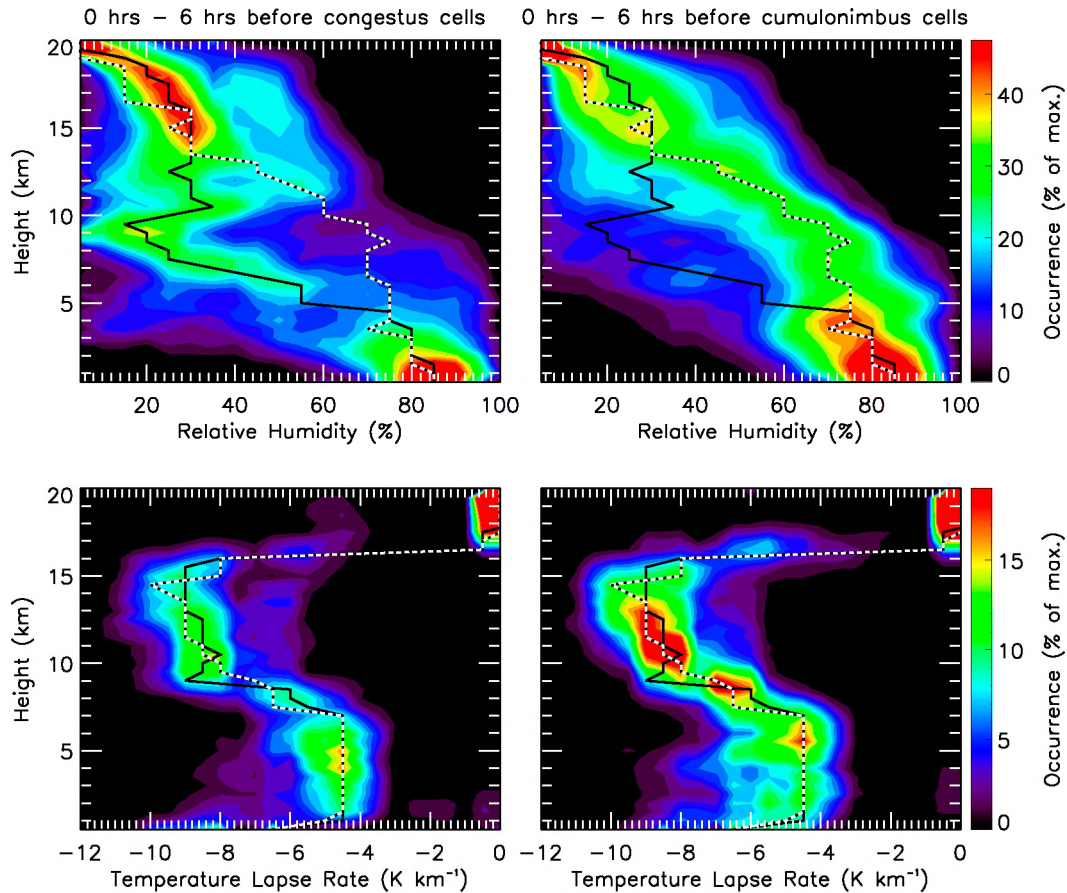 0 hrs – 6 hrs before congestus cells
0 hrs – 6 hrs before cumulonimbus cells
20
15
10
5
Height (km)
20 40 60 80 100
Relative Humidity (%)
20 40 60 80 100
Relative Humidity (%)
40
30
20
10
0
Occurrence (% of max.)
20
15
10
5
Height (km)
−12 −10 −8 −6 −4 −2
Temperature Lapse Rate (K km⁻¹)
−12 −10 −8 −6 −4 −2 0
Temperature Lapse Rate (K km⁻¹)
15
10
5
0
Occurrence (% of max.)